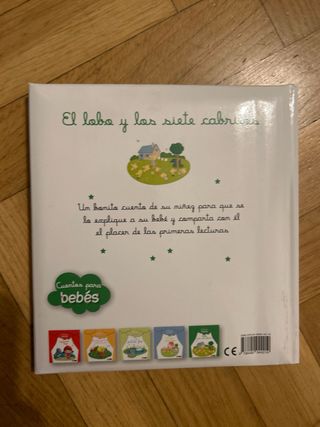 El lobo y los siete cabritos
Un bonito cuento de su niñez para que se
lo explique a su bebé y comparta con él
el placer de las primeras lecturas
Cuentos para
bebés
CE